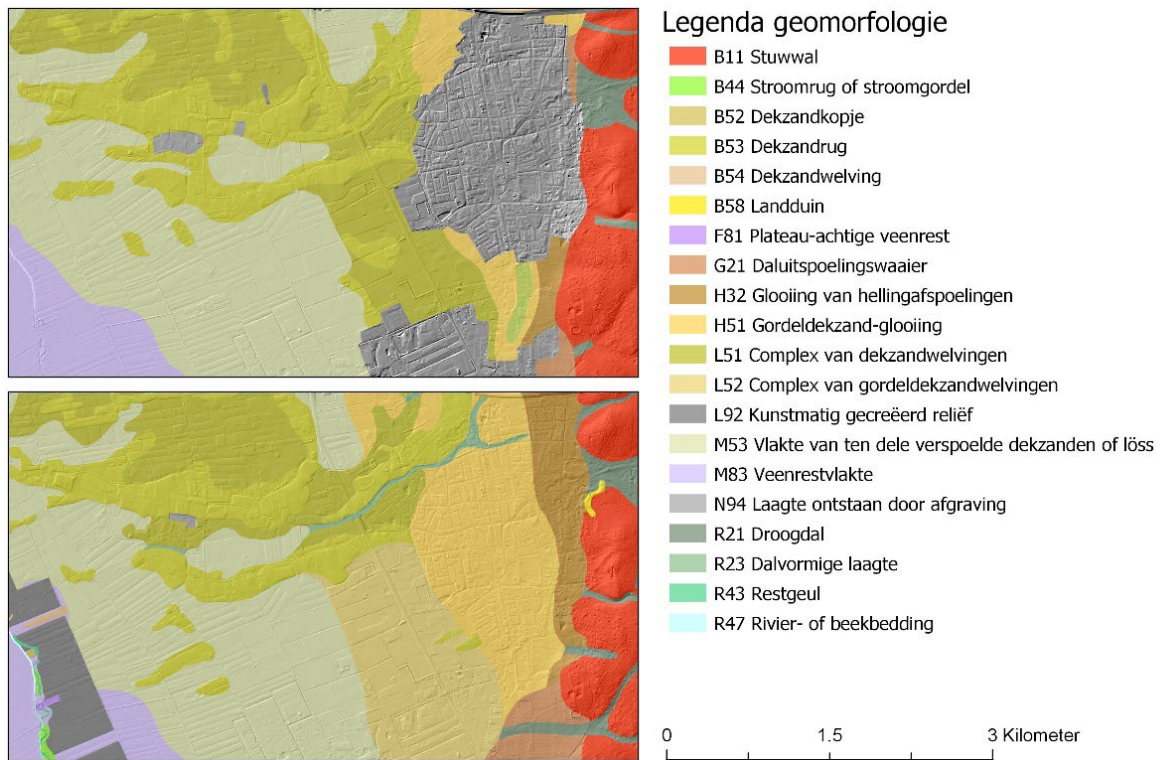 Legenda geomorfologie
B11 Stuwwal
B44 Stroomrug of stroomgordel
B52 Dekzandkopje
B53 Dekzandrug
B54 Dekzandwelving
B58 Landduin
F81 Plateau-achtige veenrest
G21 Daluitspoelingswaaier
H32 Glooiing van hellingafspoelingen
H51 Gordeldekzand-glooiing
L51 Complex van dekzandwelvingen
L52 Complex van gordeldekzandwelvingen
L92 Kunstmatig gecreëerd reliëf
M53 Vlakte van ten dele verspoelde dekzanden of löss
M83 Veenrestvlakte
N94 Laagte ontstaan door afgraving
R21 Droogdal
R23 Dalvormige laagte
R43 Restgeul
R47 Rivier- of beekbedding
0 1.5 3 Kilometer